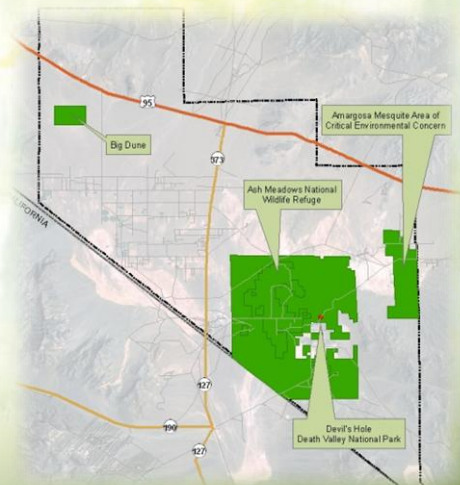 95
Amargosa Mesquite Area of
Critical Environmental Concern
Big Dune
373
Ash Meadows National
Wildlife Refuge
CALIFORNIA
127
190
127
Devil's Hole
Death Valley National Park